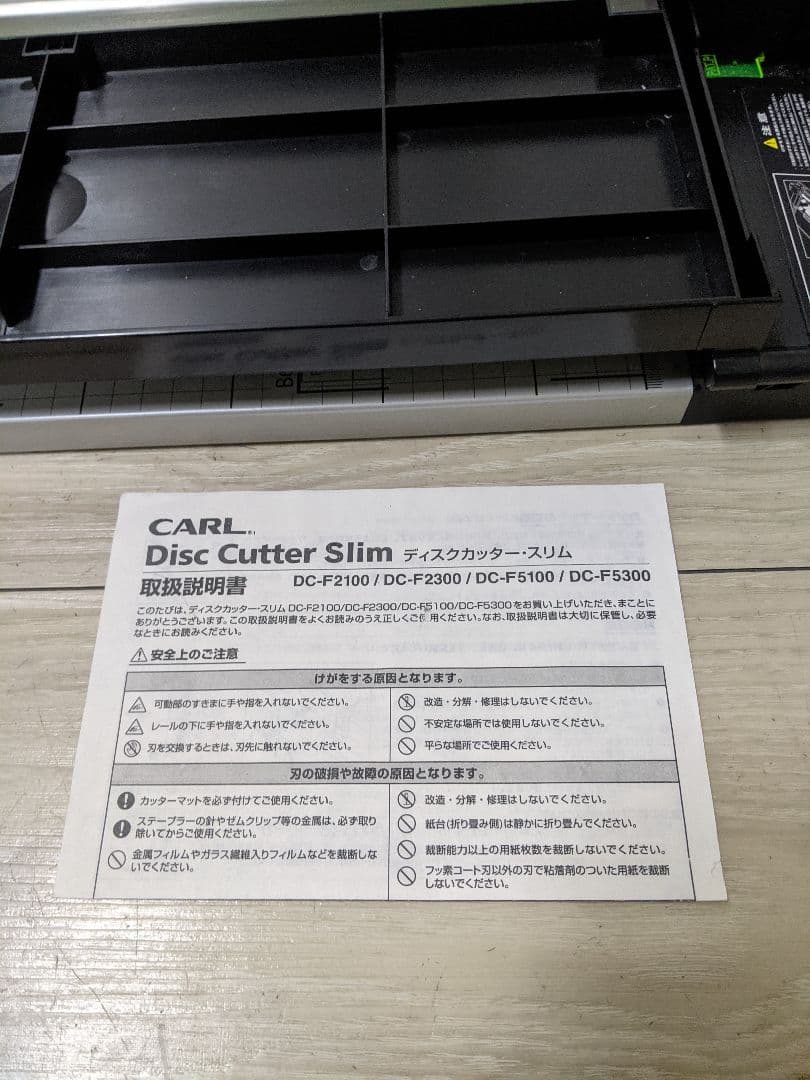 注意
CARL®
Disc Cutter Slim ディスクカッター・スリム
取扱説明書 DC-F2100 / DC-F2300 / DC-F5100 / DC-F5300
このたびは、ディスクカッター・スリム DC-F2100/DC-F2300/DC-F5100/DC-F5300をお買い上げいただき、まことに
ありがとうございます。この取扱説明書をよくお読みのうえ正しくご使用ください。なお、取扱説明書は大切に保管し、必要
なときにお読みください。
安全上のご注意
けがをする原因となります。
可動部のすきまに手や指を入れないでください。
レールの下に手や指を入れないでください。
刃を交換するときは、刃先に触れないでください。
改造・分解・修理はしないでください。
不安定な場所では使用しないでください。
平らな場所でご使用ください。
刃の破損や故障の原因となります。
カッターマットを必ず付けてご使用ください。
ステープラーの針やゼムクリップ等の金属は、必ず取り
除いてからご使用ください。
金属フィルムやガラス繊維入りフィルムなどを裁断しな
いでください。
改造・分解・修理はしないでください。
紙台(折り畳み側)は静かに折り畳んでください。
裁断能力以上の用紙枚数を裁断しないでください。
フッ素コート刃以外の刃で粘着剤のついた用紙を裁断
しないでください。